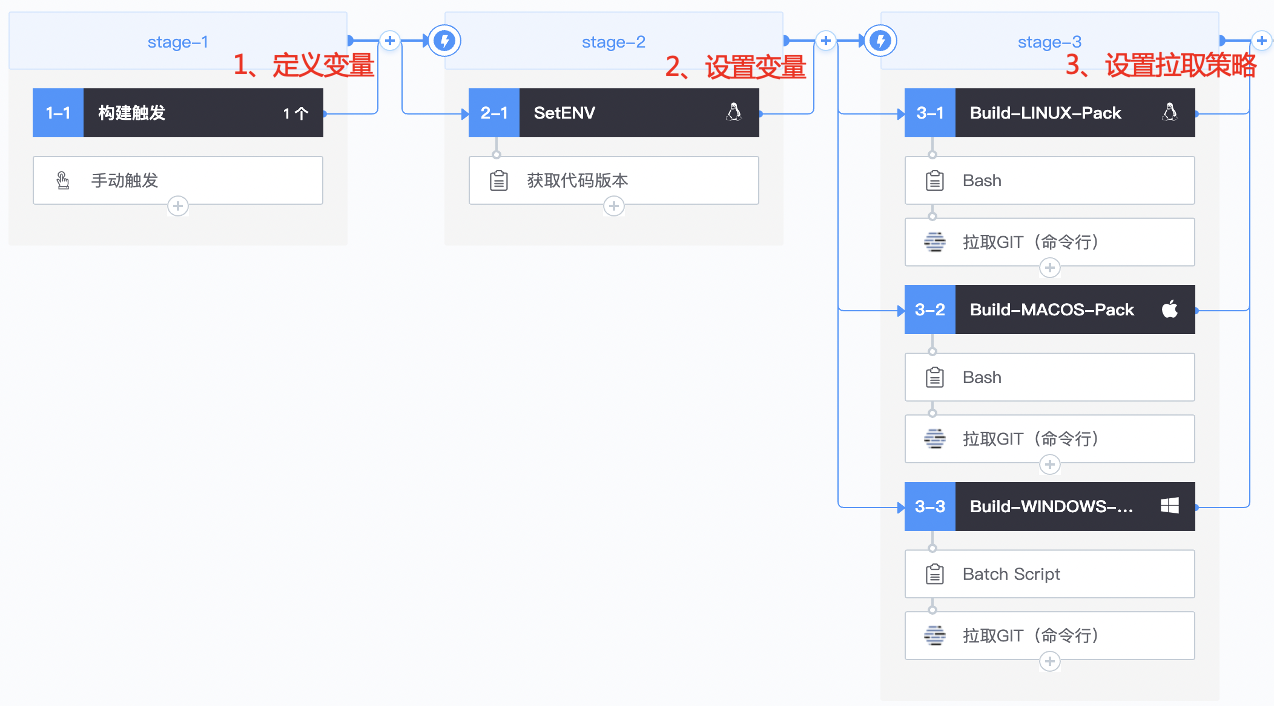 stage-1
1、定义变量
1-1 构建触发 1个
手动触发
stage-2
2、设置变量
2-1 SetENV
获取代码版本
stage-3
3、设置拉取策略
3-1 Build-LINUX-Pack
Bash
拉取GIT（命令行）
3-2 Build-MACOS-Pack
Bash
拉取GIT（命令行）
3-3 Build-WINDOWS-...
Batch Script
拉取GIT（命令行）